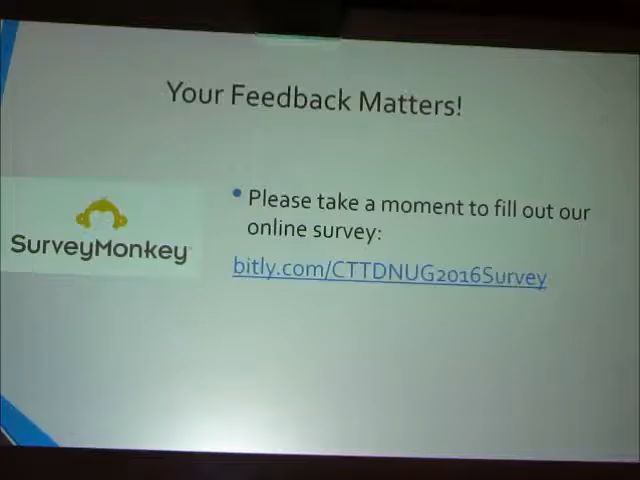 Your Feedback Matters!
Please take a moment to fill out our
online survey:
SurveyMonkey
bitly.com/CTTDNUG2016Survey